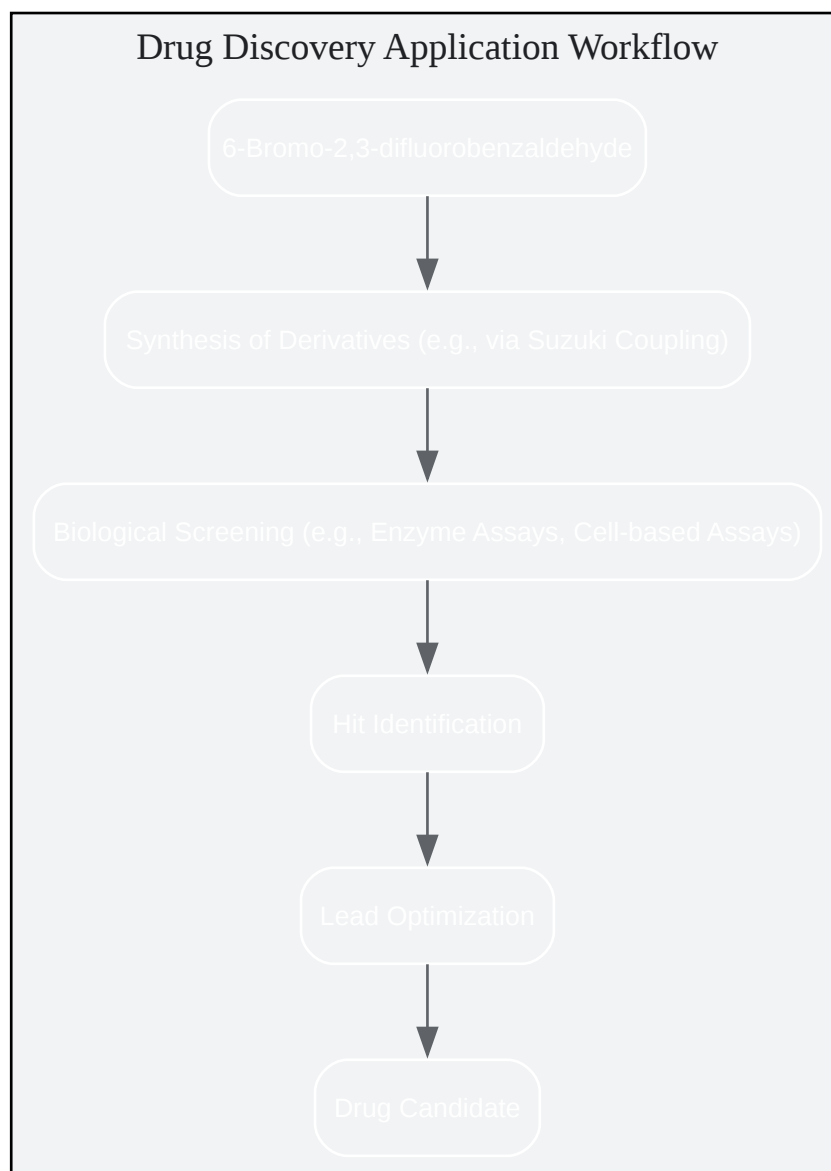 Drug Discovery Application Workflow
6-Bromo-2,3-difluorobenzaldehyde
Synthesis of Derivatives (e.g., via Suzuki Coupling)
Biological Screening (e.g., Enzyme Assays, Cell-based Assays)
Hit Identification
Lead Optimization
Drug Candidate